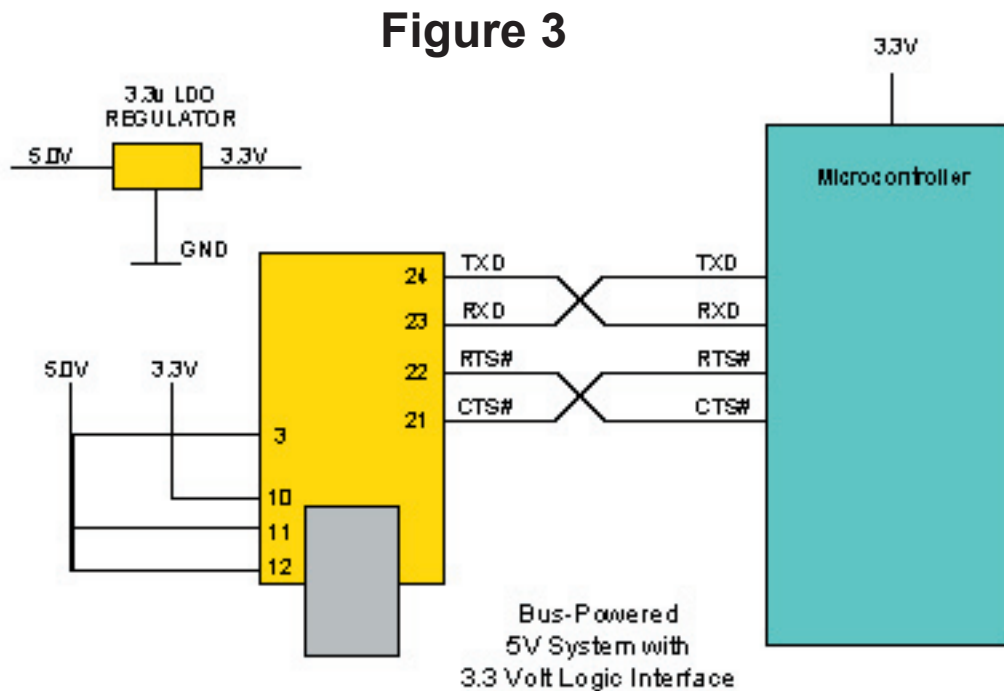 Figure 3
3.3V
3.3u LDO
REGULATOR
5.0V
3.3V
GND
Microcontroller
24
TXD
TXD
23
RXD
RXD
5.0V
3.3V
22
RTS#
RTS#
21
CTS#
CTS#
3
10
11
12
Bus-Powered
5V System with
3.3 Volt Logic Interface